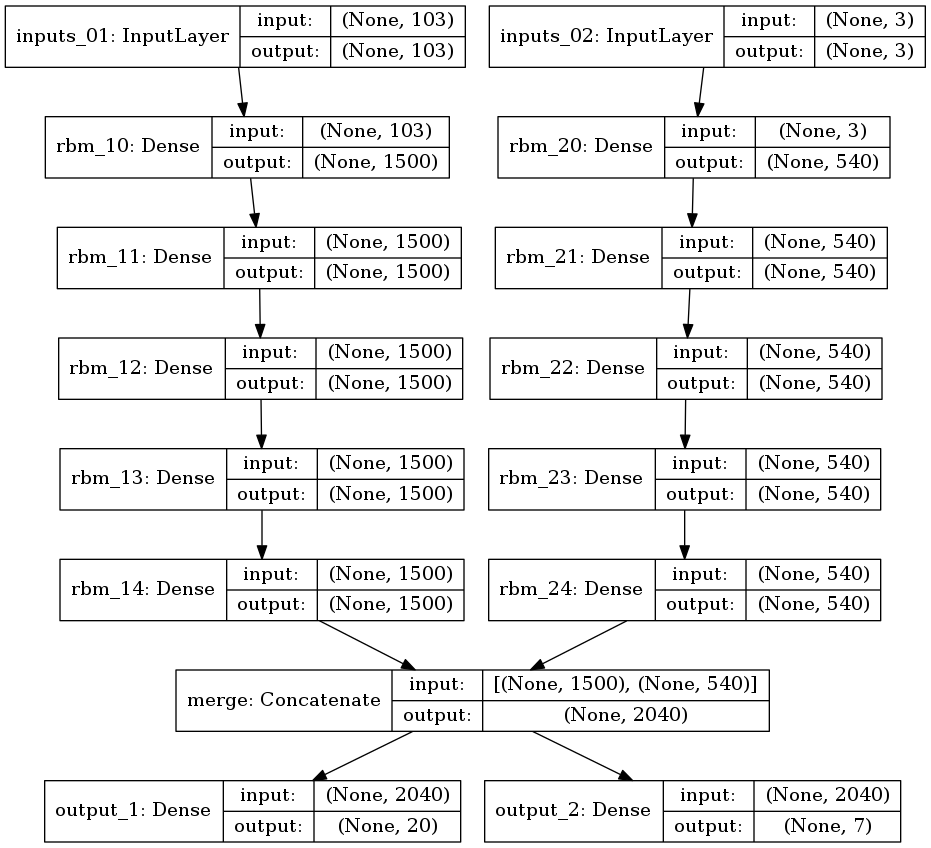 inputs_01: InputLayer input: (None, 103) output: (None, 103)
inputs_02: InputLayer input: (None, 3) output: (None, 3)
rbm_10: Dense input: (None, 103) output: (None, 1500)
rbm_20: Dense input: (None, 3) output: (None, 540)
rbm_11: Dense input: (None, 1500) output: (None, 1500)
rbm_21: Dense input: (None, 540) output: (None, 540)
rbm_12: Dense input: (None, 1500) output: (None, 1500)
rbm_22: Dense input: (None, 540) output: (None, 540)
rbm_13: Dense input: (None, 1500) output: (None, 1500)
rbm_23: Dense input: (None, 540) output: (None, 540)
rbm_14: Dense input: (None, 1500) output: (None, 1500)
rbm_24: Dense input: (None, 540) output: (None, 540)
merge: Concatenate input: [(None, 1500), (None, 540)] output: (None, 2040)
output_1: Dense input: (None, 2040) output: (None, 20)
output_2: Dense input: (None, 2040) output: (None, 7)